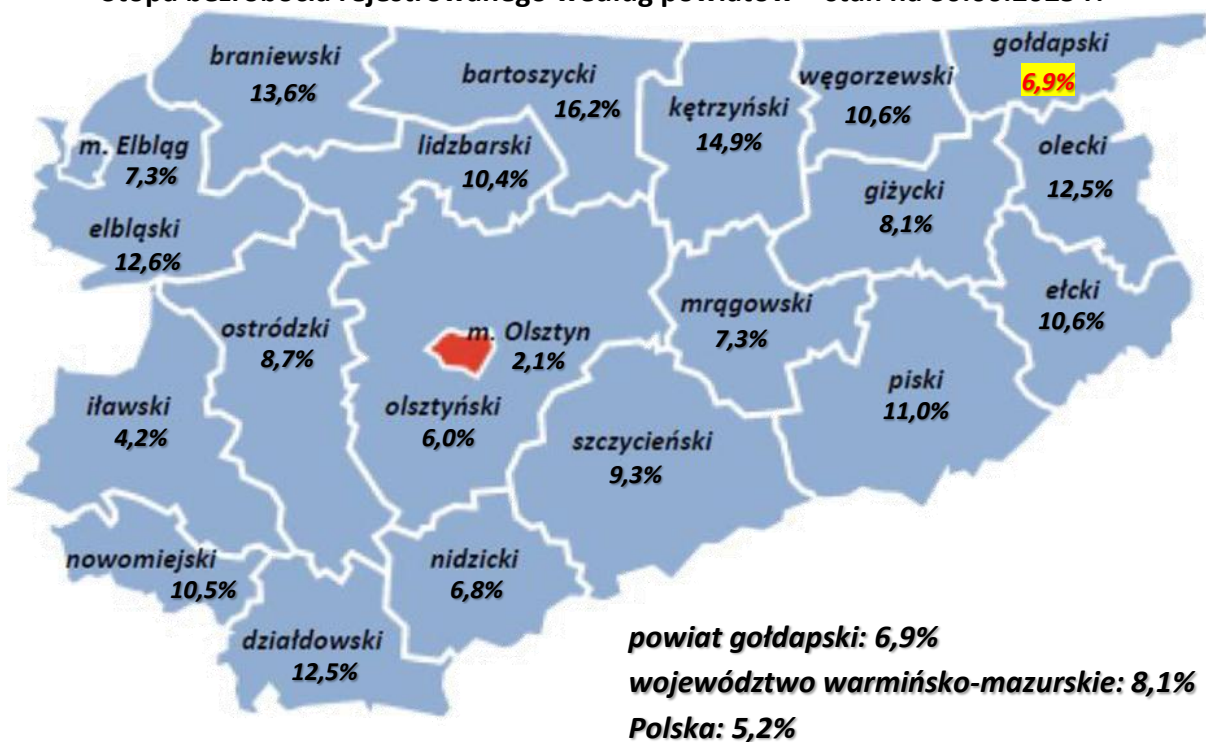 braniewski
13,6%
bartoszycki
16,2%
kętrzyński
14,9%
węgorzewski
10,6%
gołdapski
6,9%
m. Elbląg
7,3%
lidzbarski
10,4%
olecki
12,5%
giżycki
8,1%
elbląski
12,6%
ełcki
10,6%
mrągowski
7,3%
ostródzki
8,7%
m. Olsztyn
2,1%
piski
11,0%
iławski
4,2%
olsztyński
6,0%
szczycieński
9,3%
nowomiejski
10,5%
nidzicki
6,8%
działdowski
12,5%
powiat gołdapski: 6,9%
województwo warmińsko-mazurskie: 8,1%
Polska: 5,2%